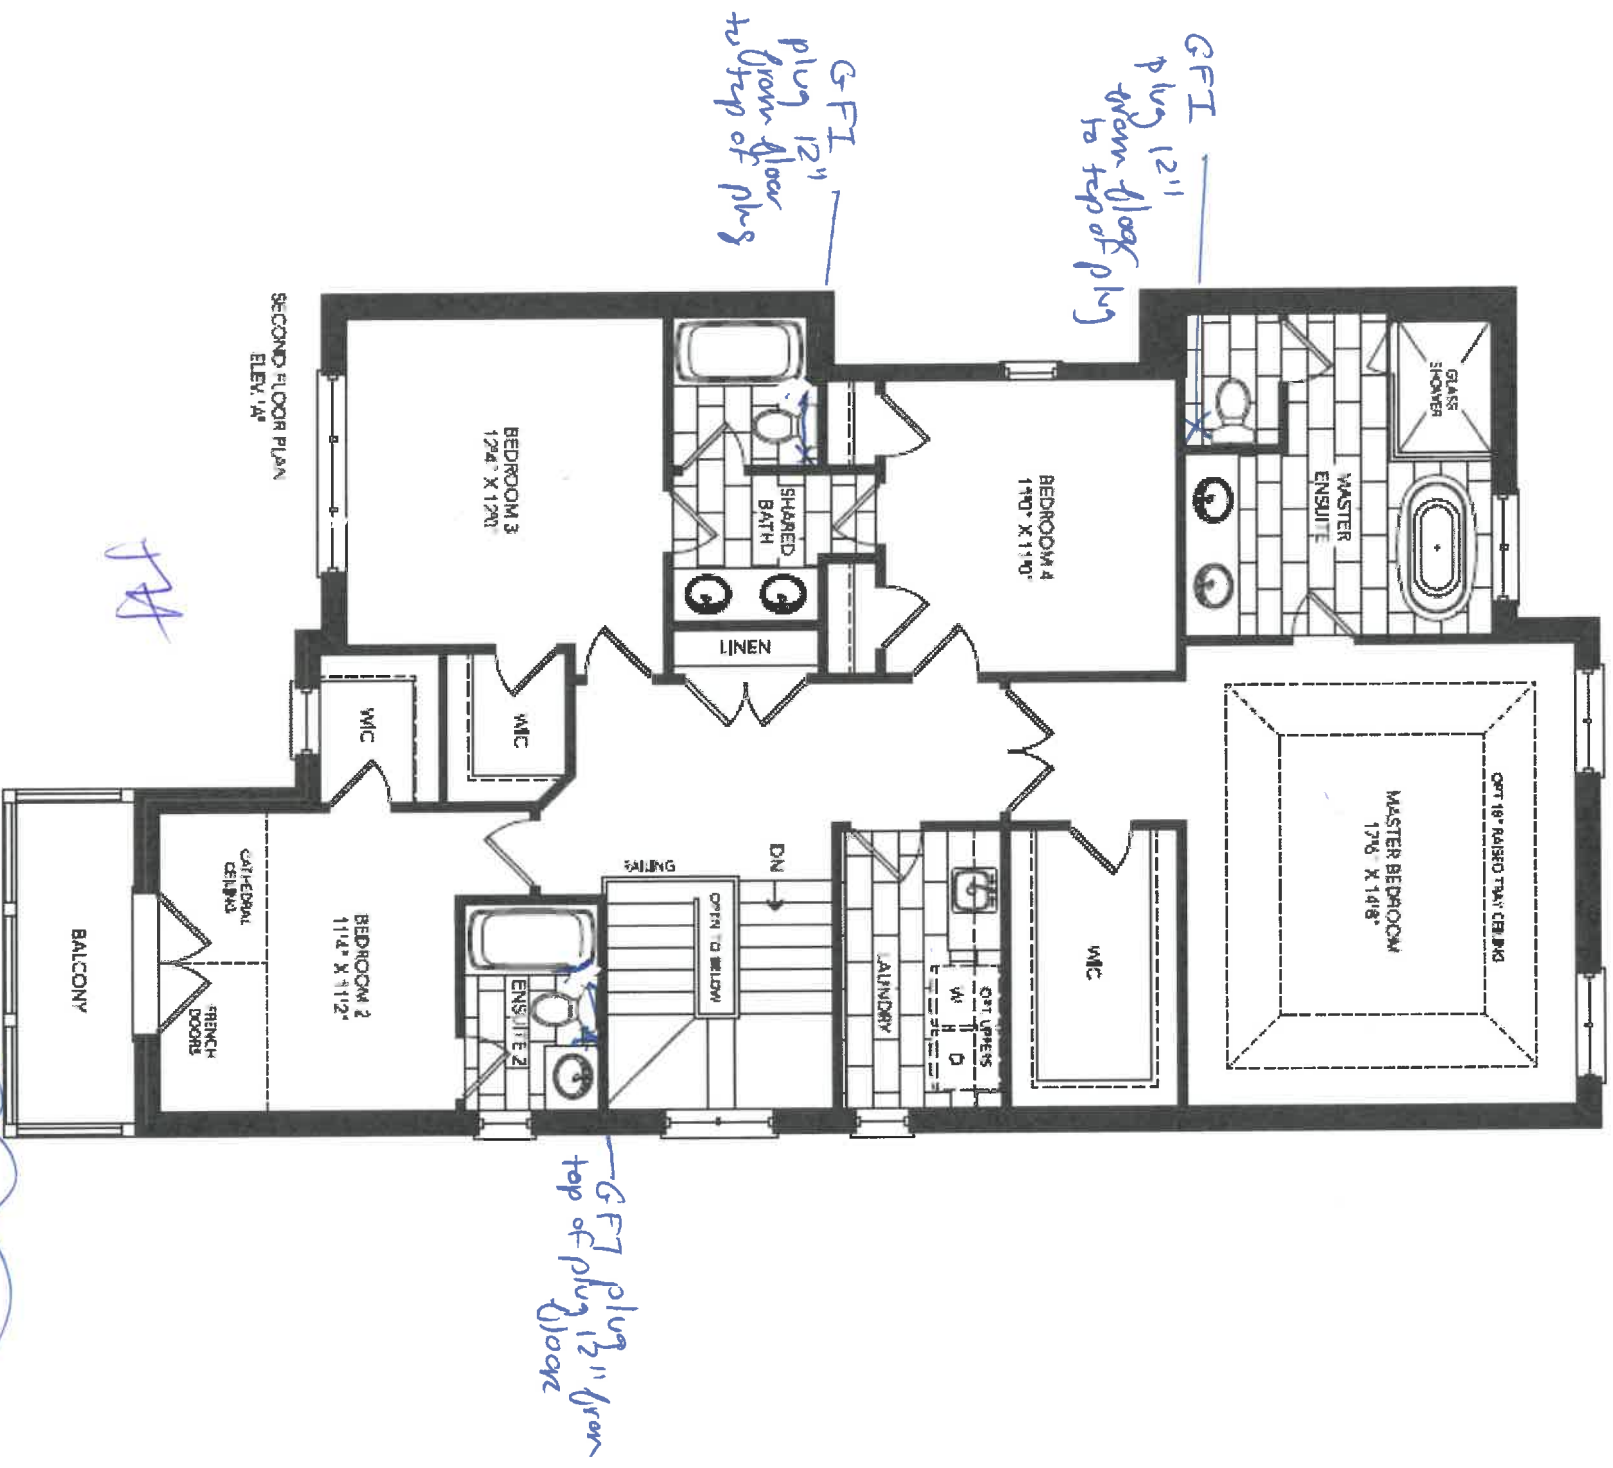 GFI
plug 12"
from floor
to top of plug
GFI
plug 12"
from floor
to top of plug
GLASS
SHOWER
MASTER
ENSUITE
OPT 18" RAISED TRAY CEILING
MASTER BEDROOM
17'6" X 14'8"
BEDROOM 4
11'0" X 11'0"
SHARED
BATH
LINEN
BEDROOM 3
12'4" X 12'0"
WIC
WIC
WIC
OPT UPPERS
W
D
LAUNDRY
DN
OPEN TO BELOW
RAILING
ENSUITE 2
BEDROOM 2
11'4" X 11'2"
CATHEDRAL
CEILING
FRENCH
DOORS
BALCONY
SECOND FLOOR PLAN
ELEV. 'A'
GFI plug
top of plug 12" from
floor